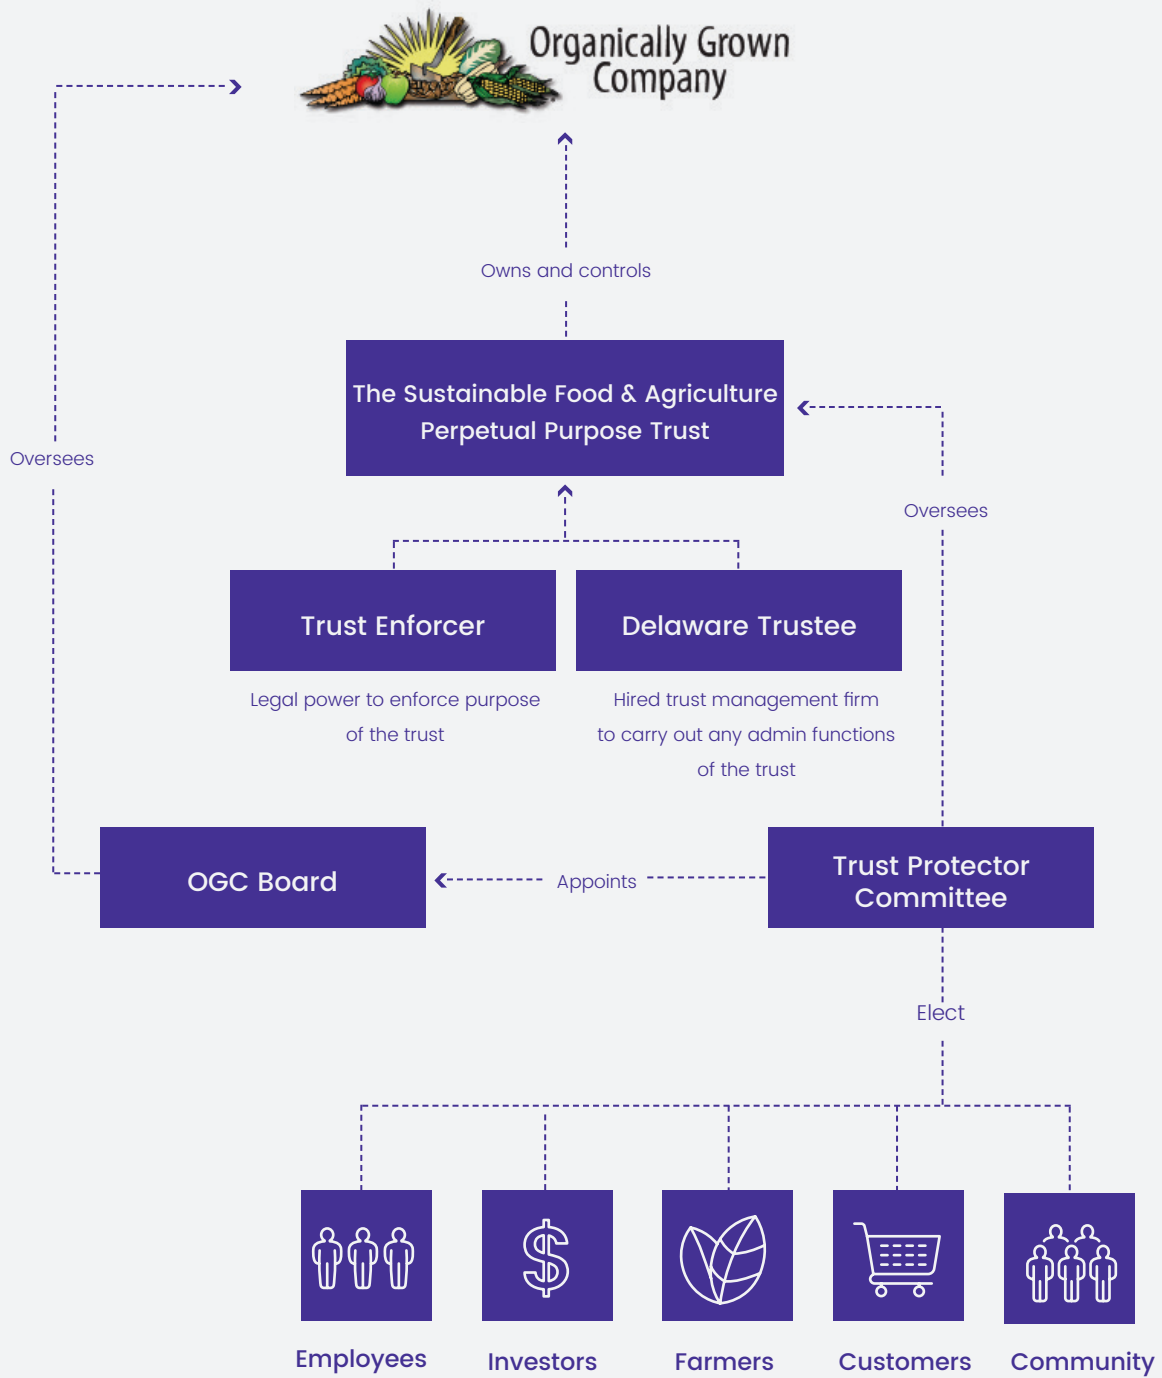 Organically Grown
Company
Owns and controls
The Sustainable Food & Agriculture
Perpetual Purpose Trust
Oversees
Oversees
Trust Enforcer
Delaware Trustee
Legal power to enforce purpose
of the trust
Hired trust management firm
to carry out any admin functions
of the trust
OGC Board
Appoints
Trust Protector
Committee
Elect
Employees
Investors
Farmers
Customers
Community